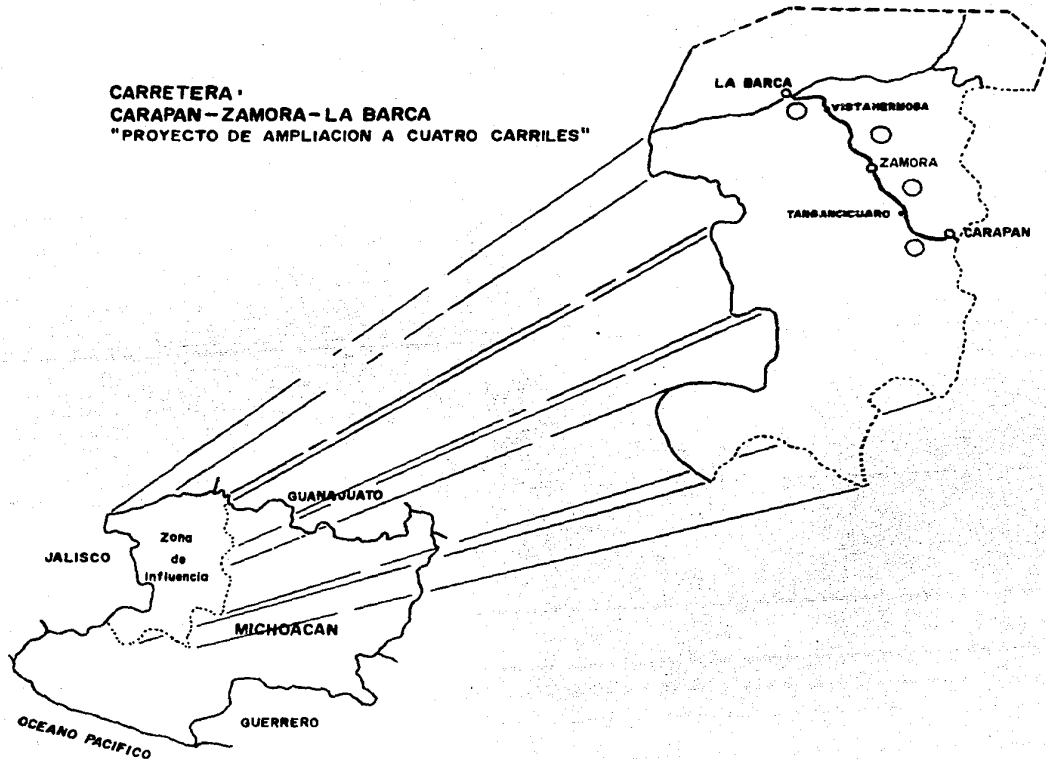 CARRETERA·
CARAPAN-ZAMORA-LA BARCA
"PROYECTO DE AMPLIACION A CUATRO CARRILES"
LA BARCA
VISTAHERMOSA
ZAMORA
TANGANCICUARO
CARAPAN
GUANAJUATO
JALISCO
Zona
de
Influencia
MICHOACAN
GUERRERO
OCEANO PACIFICO